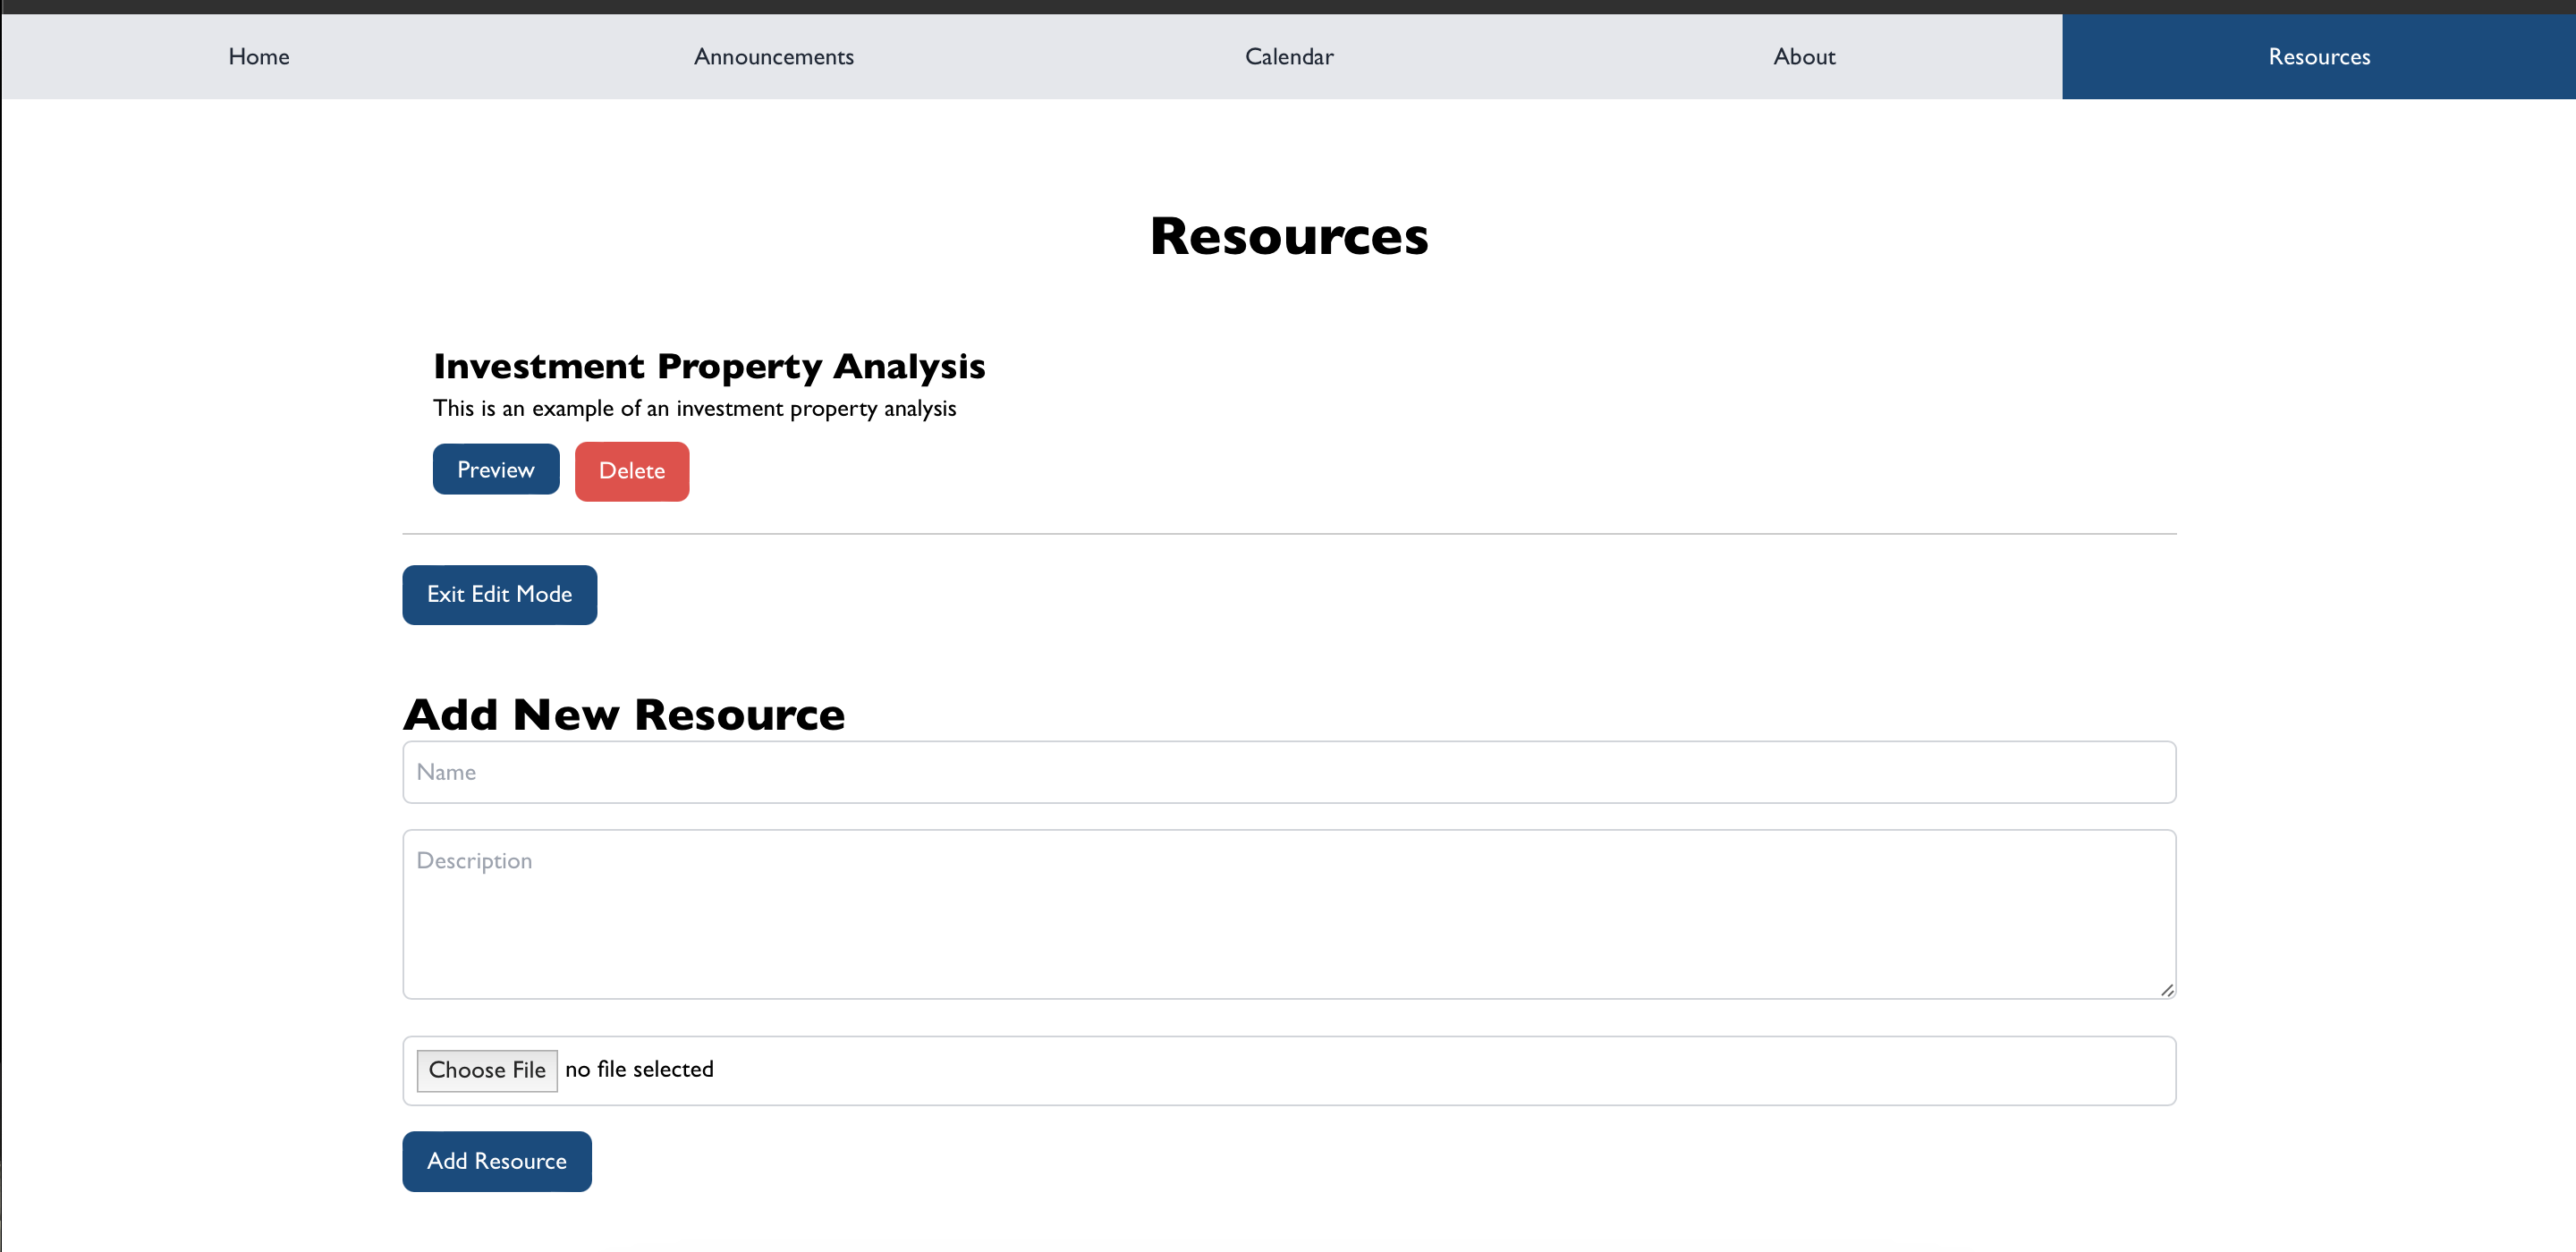 Home Announcements Calendar About Resources
Resources
Investment Property Analysis
This is an example of an investment property analysis
Preview Delete
Exit Edit Mode
Add New Resource
Name
Description
Choose File no file selected
Add Resource